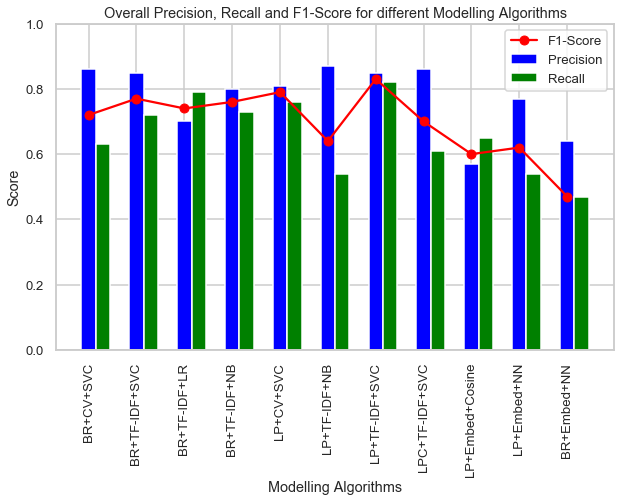 Overall Precision, Recall and F1-Score for different Modelling Algorithms
F1-Score
Precision
Recall
Score
1.0
0.8
0.6
0.4
0.2
0.0
BR+CV+SVC
BR+TF-IDF+SVC
BR+TF-IDF+LR
BR+TF-IDF+NB
LP+CV+SVC
LP+TF-IDF+NB
LP+TF-IDF+SVC
LPC+TF-IDF+SVC
LP+Embed+Cosine
LP+Embed+NN
BR+Embed+NN
Modelling Algorithms